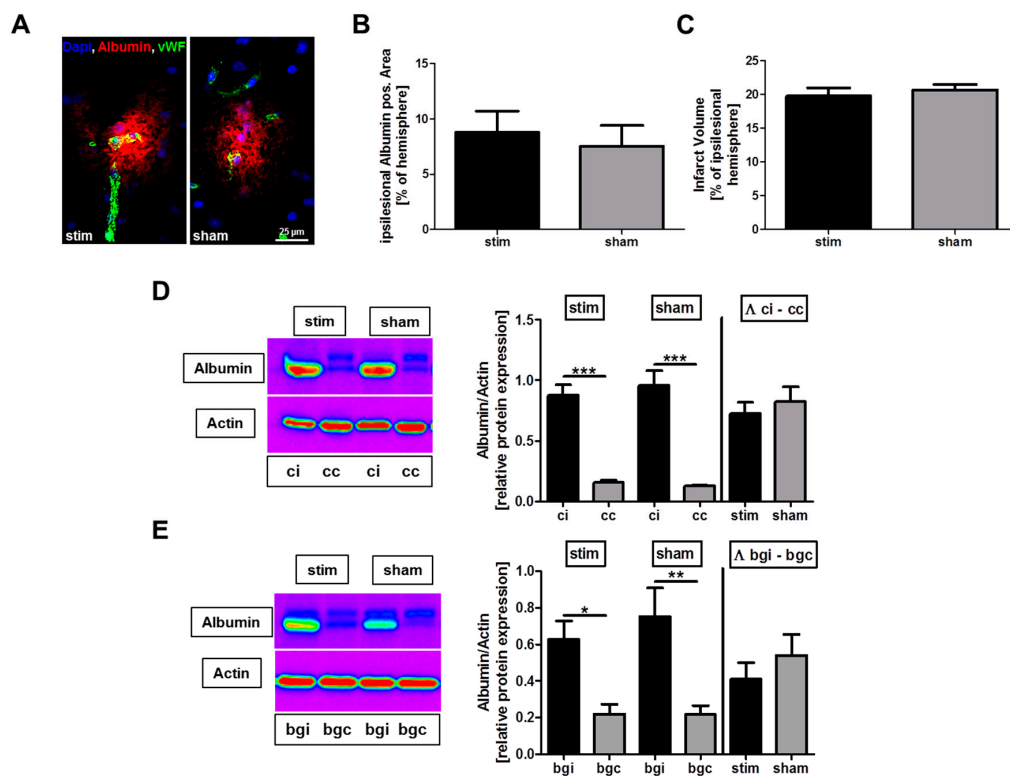 A
Dapi, Albumin, vWF
stim
sham
25 µm
B
ipsilesional Albumin pos. Area
[% of hemisphere]
15
10
5
0
stim
sham
C
Infarct Volume
[% of ipsilesional
hemisphere]
25
20
15
10
5
0
stim
sham
D
stim
sham
Albumin
Actin
ci cc ci cc
Albumin/Actin
[relative protein expression]
1.5
1.0
0.5
0.0
stim
sham
Λ ci - cc
***
***
ci cc ci cc stim sham
E
stim
sham
Albumin
Actin
bgi bgc bgi bgc
Albumin/Actin
[relative protein expression]
1.0
0.8
0.6
0.4
0.2
0.0
stim
sham
Λ bgi - bgc
*
**
bgi bgc bgi bgc stim sham